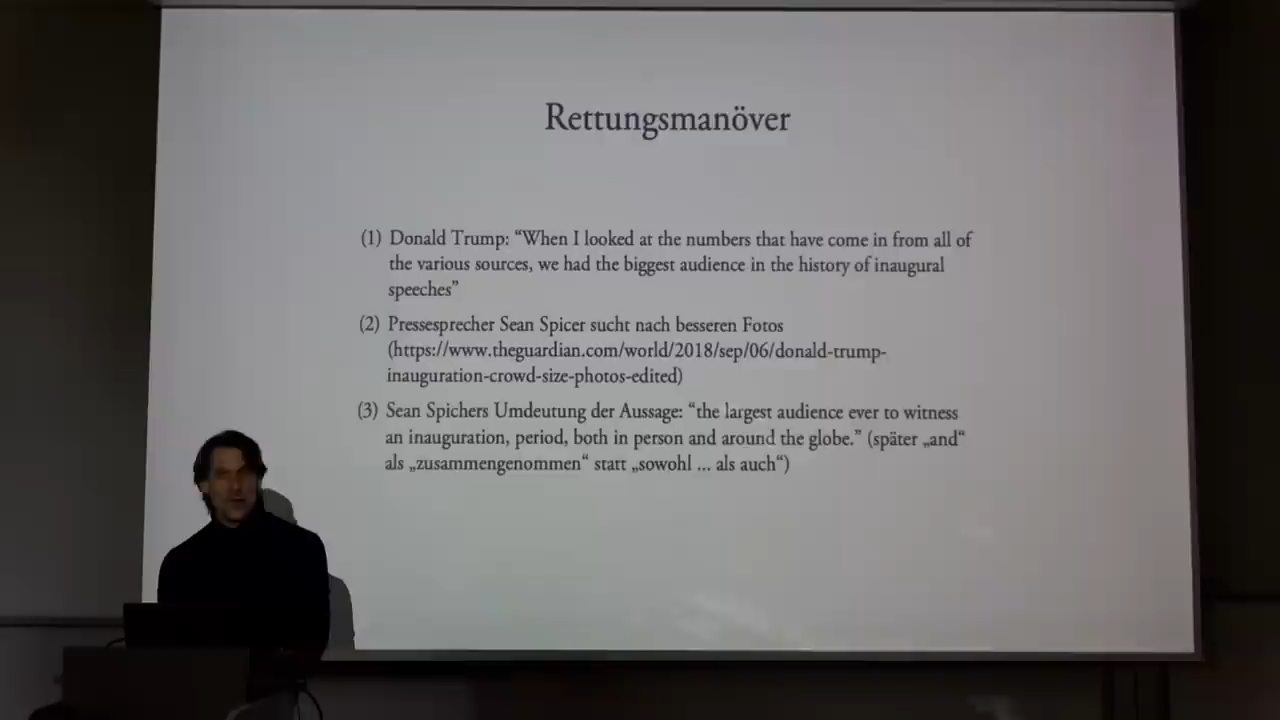 Rettungsmanöver
(1) Donald Trump: “When I looked at the numbers that have come in from all of
the various sources, we had the biggest audience in the history of inaugural
speeches”
(2) Pressesprecher Sean Spicer sucht nach besseren Fotos
(https://www.theguardian.com/world/2018/sep/06/donald-trump-
inauguration-crowd-size-photos-edited)
(3) Sean Spichers Umdeutung der Aussage: “the largest audience ever to witness
an inauguration, period, both in person and around the globe.” (später „and“
als „zusammengenommen“ statt „sowohl ... als auch“)